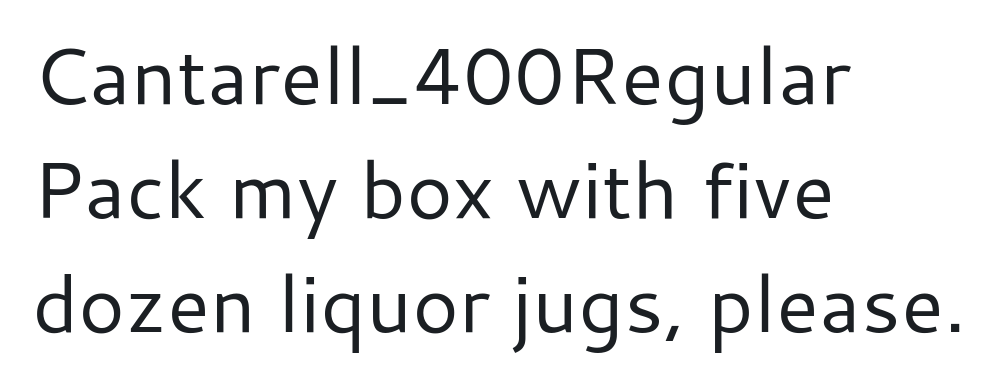 Cantarell_400Regular
Pack my box with five
dozen liquor jugs, please.